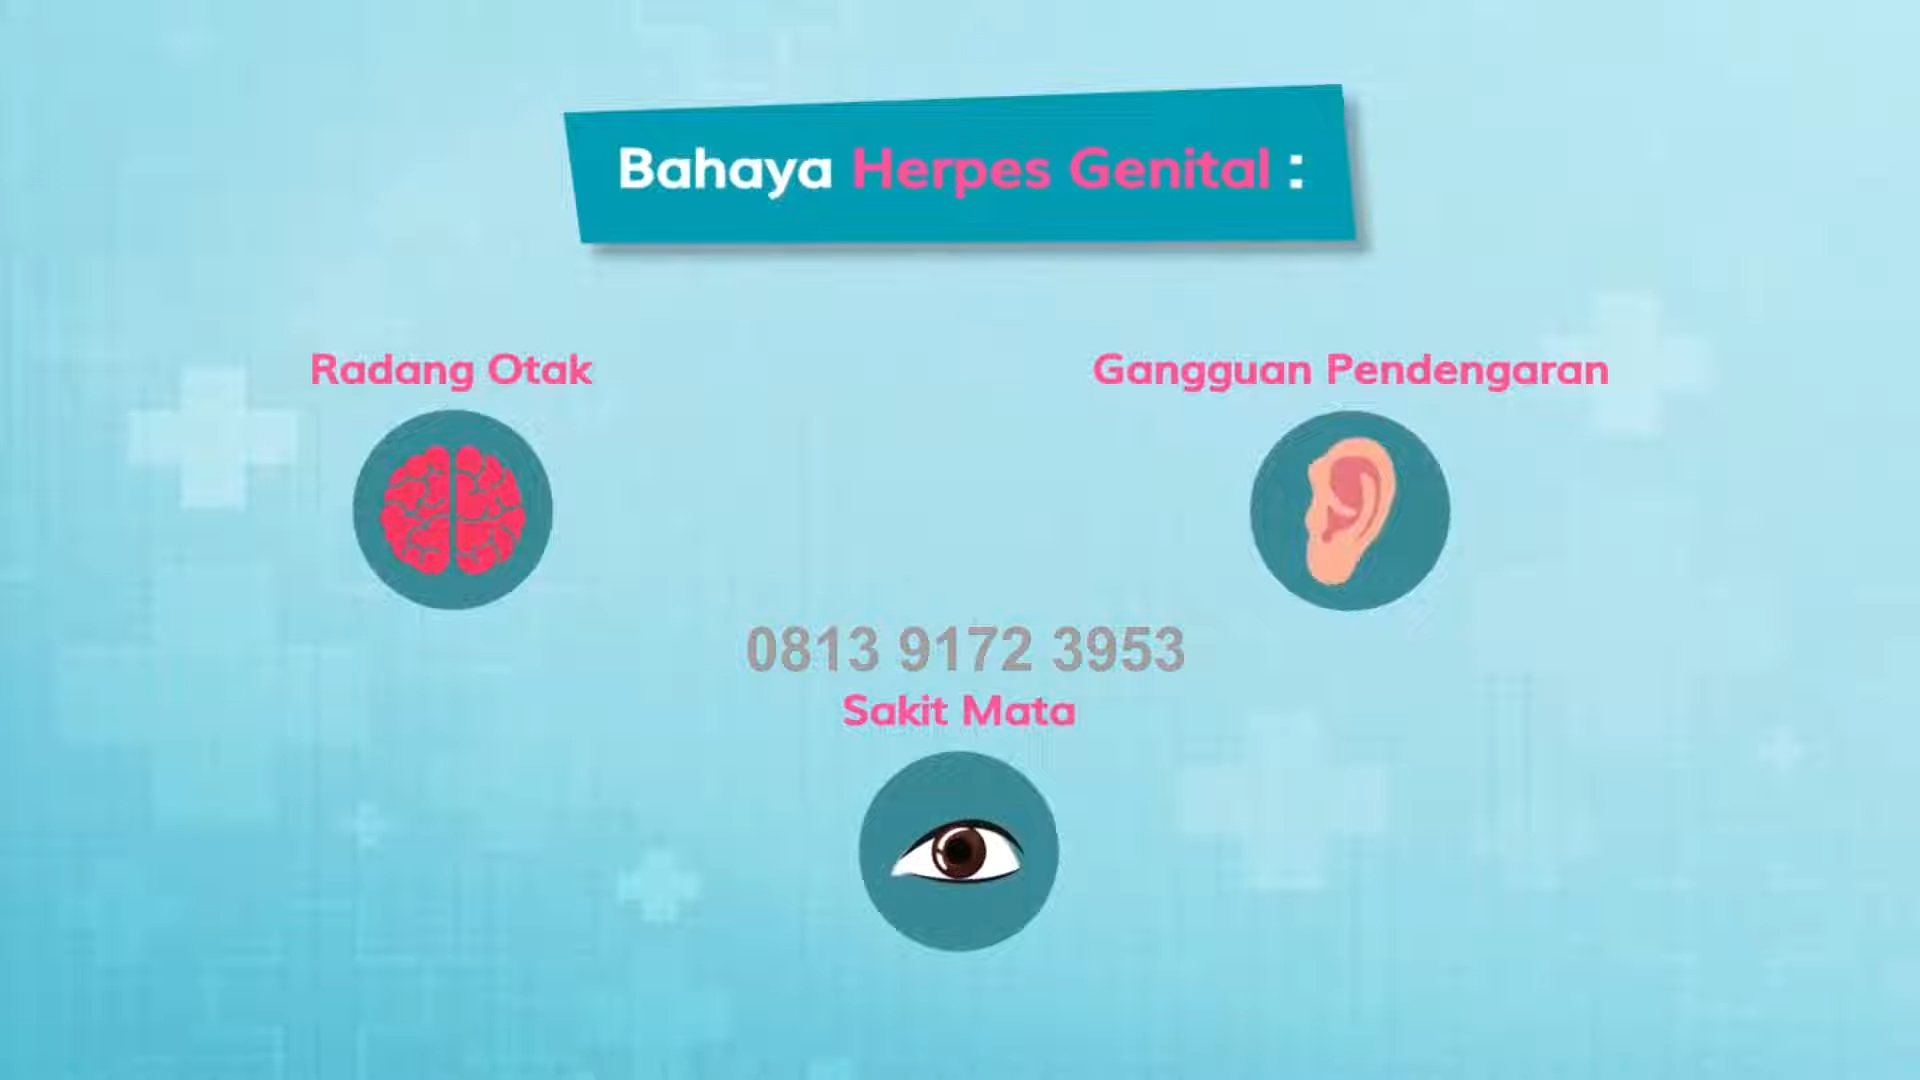 Bahaya Herpes Genital :
Radang Otak
Gangguan Pendengaran
0813 9172 3953
Sakit Mata